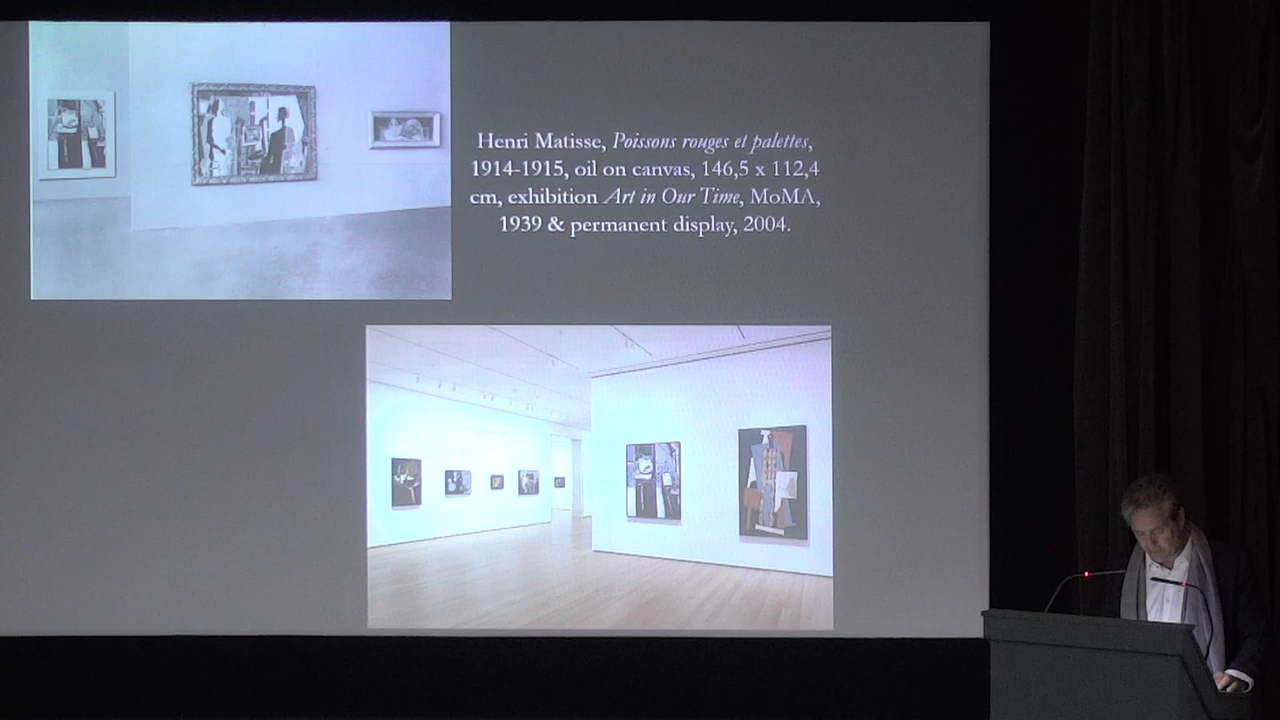 Henri Matisse, Poissons rouges et palettes,
1914-1915, oil on canvas, 146,5 x 112,4
cm, exhibition Art in Our Time, MoMA,
1939 & permanent display, 2004.